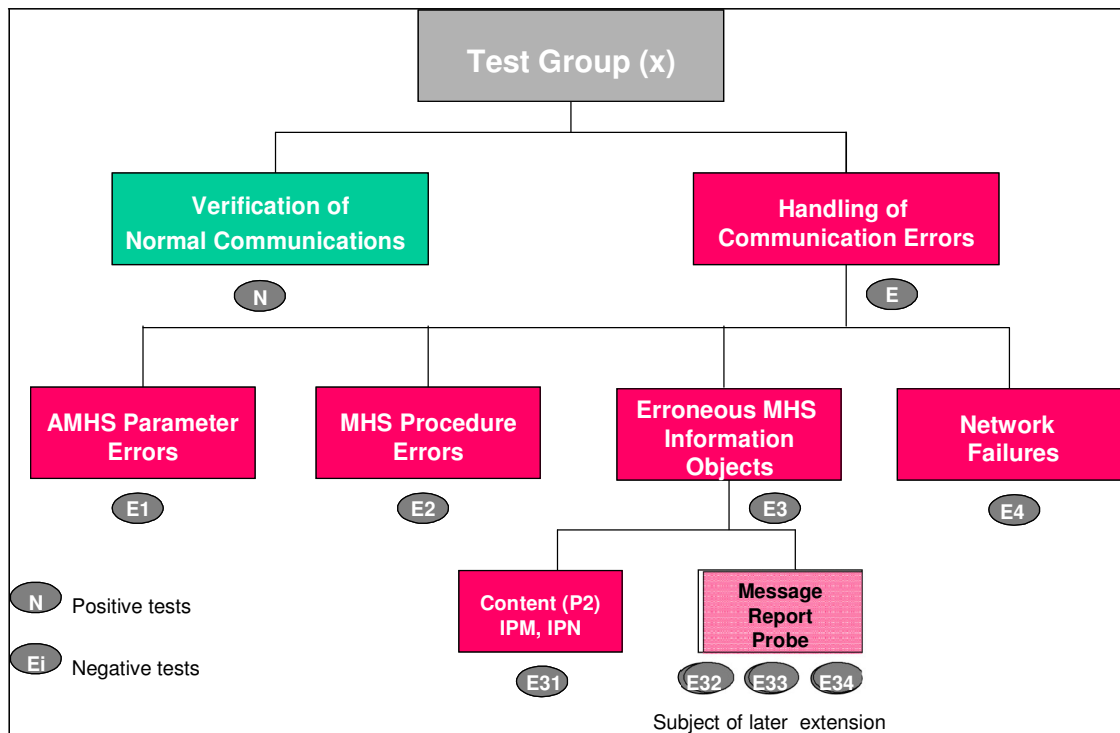 Test Group (x)
Verification of
Normal Communications
Handling of
Communication Errors
N
E
AMHS Parameter
Errors
MHS Procedure
Errors
Erroneous MHS
Information
Objects
Network
Failures
E1
E2
E3
E4
Content (P2)
IPM, IPN
Message
Report
Probe
E31
E32
E33
E34
Subject of later extension
N
Positive tests
Ei
Negative tests